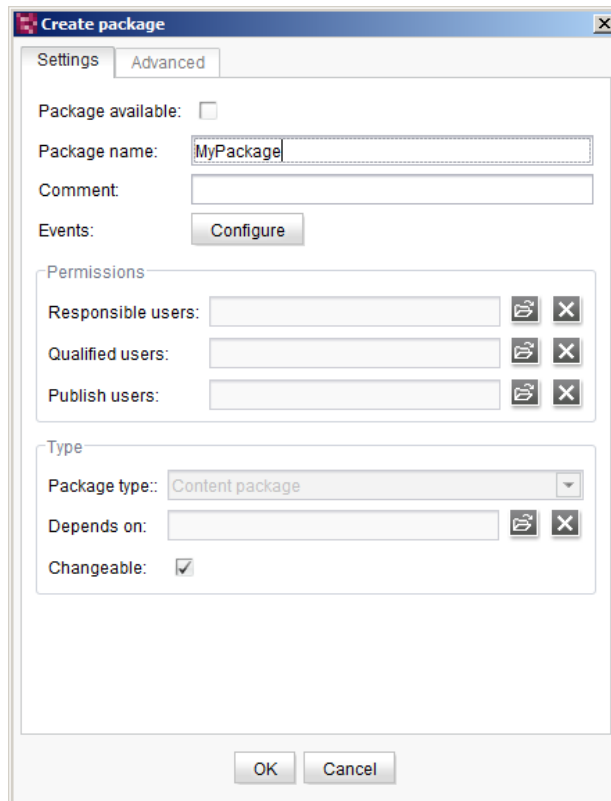 Create package
Settings Advanced
Package available:
Package name: MyPackage
Comment:
Events: Configure
Permissions
Responsible users:
Qualified users:
Publish users:
Type
Package type:: Content package
Depends on:
Changeable:
OK Cancel